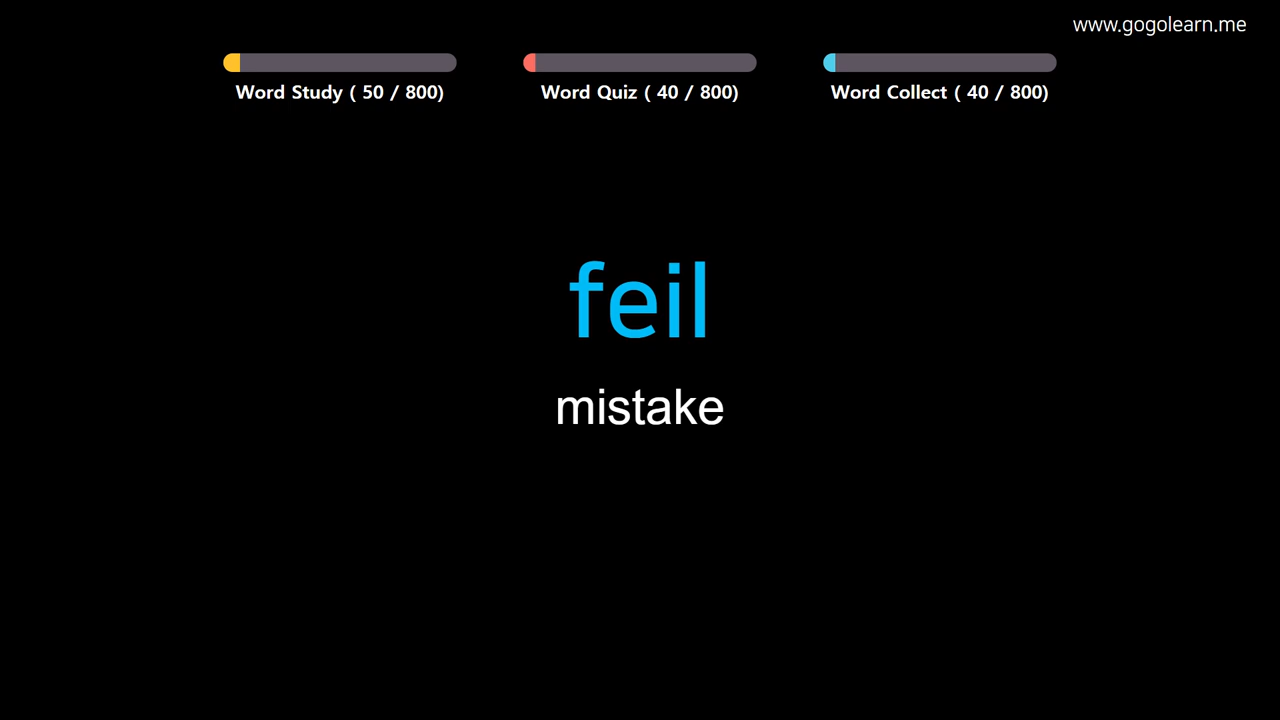 www.gogolearn.me
Word Study ( 50 / 800)
Word Quiz ( 40 / 800)
Word Collect ( 40 / 800)
feil
mistake